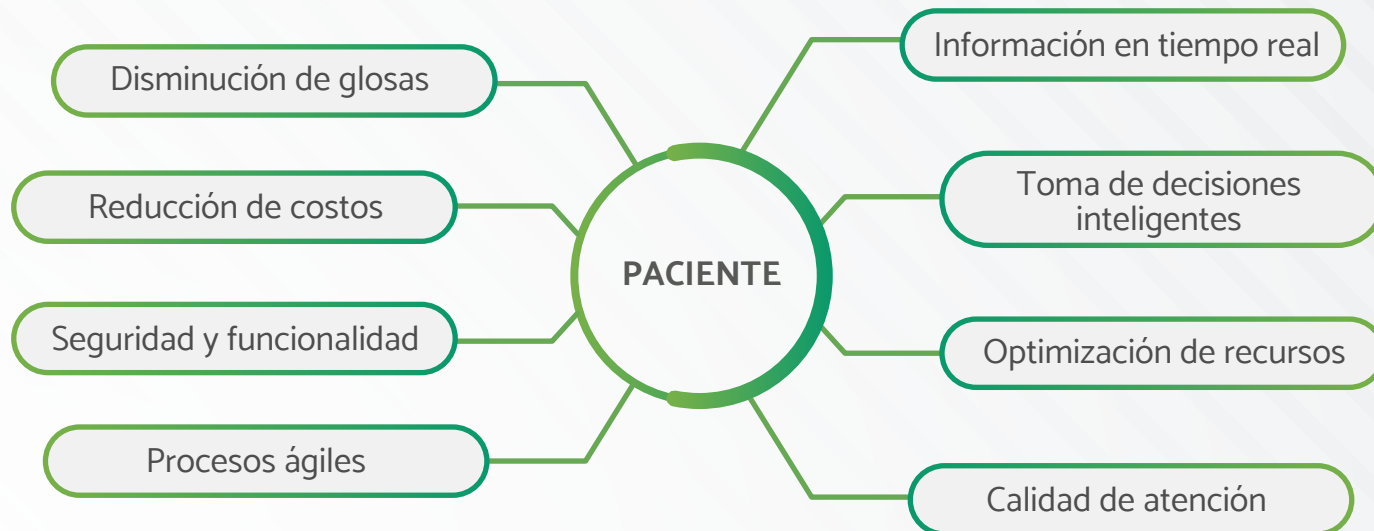 Disminución de glosas
Reducción de costos
Seguridad y funcionalidad
Procesos ágiles
PACIENTE
Información en tiempo real
Toma de decisiones
inteligentes
Optimización de recursos
Calidad de atención